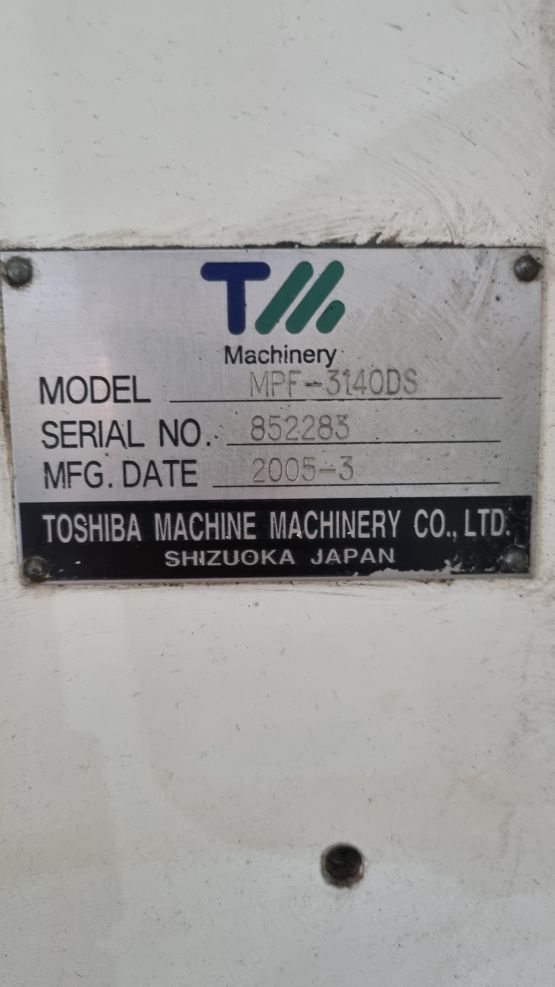 TM
Machinery
MODEL MPF-3140DS
SERIAL NO. 852283
MFG. DATE 2005-3
TOSHIBA MACHINE MACHINERY CO., LTD.
SHIZUOKA JAPAN